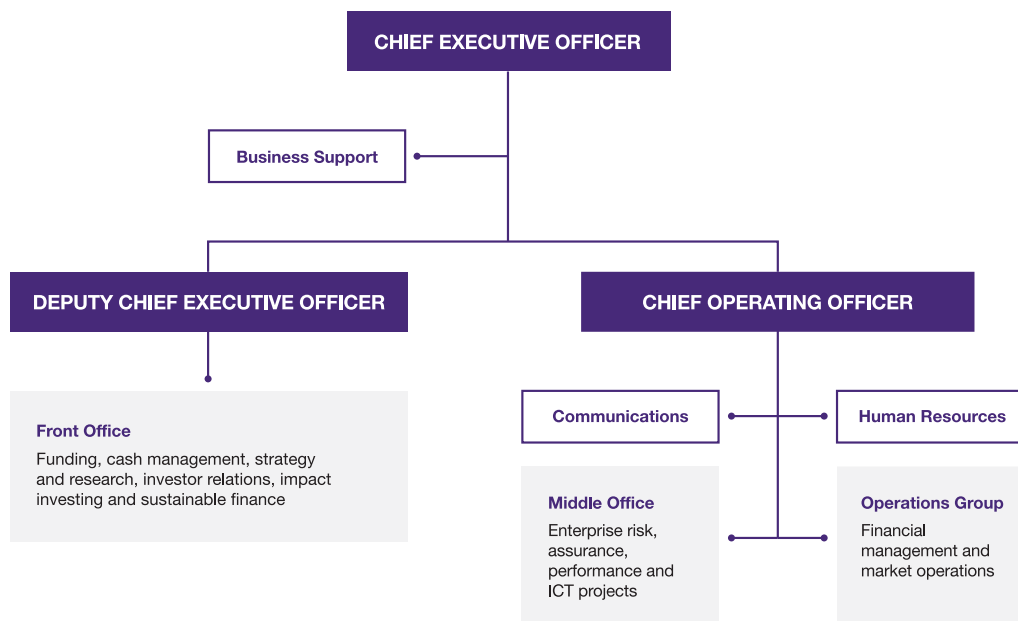 CHIEF EXECUTIVE OFFICER
Business Support
DEPUTY CHIEF EXECUTIVE OFFICER
CHIEF OPERATING OFFICER
Front Office
Funding, cash management, strategy
and research, investor relations, impact
investing and sustainable finance
Communications
Human Resources
Middle Office
Enterprise risk,
assurance,
performance and
ICT projects
Operations Group
Financial
management and
market operations